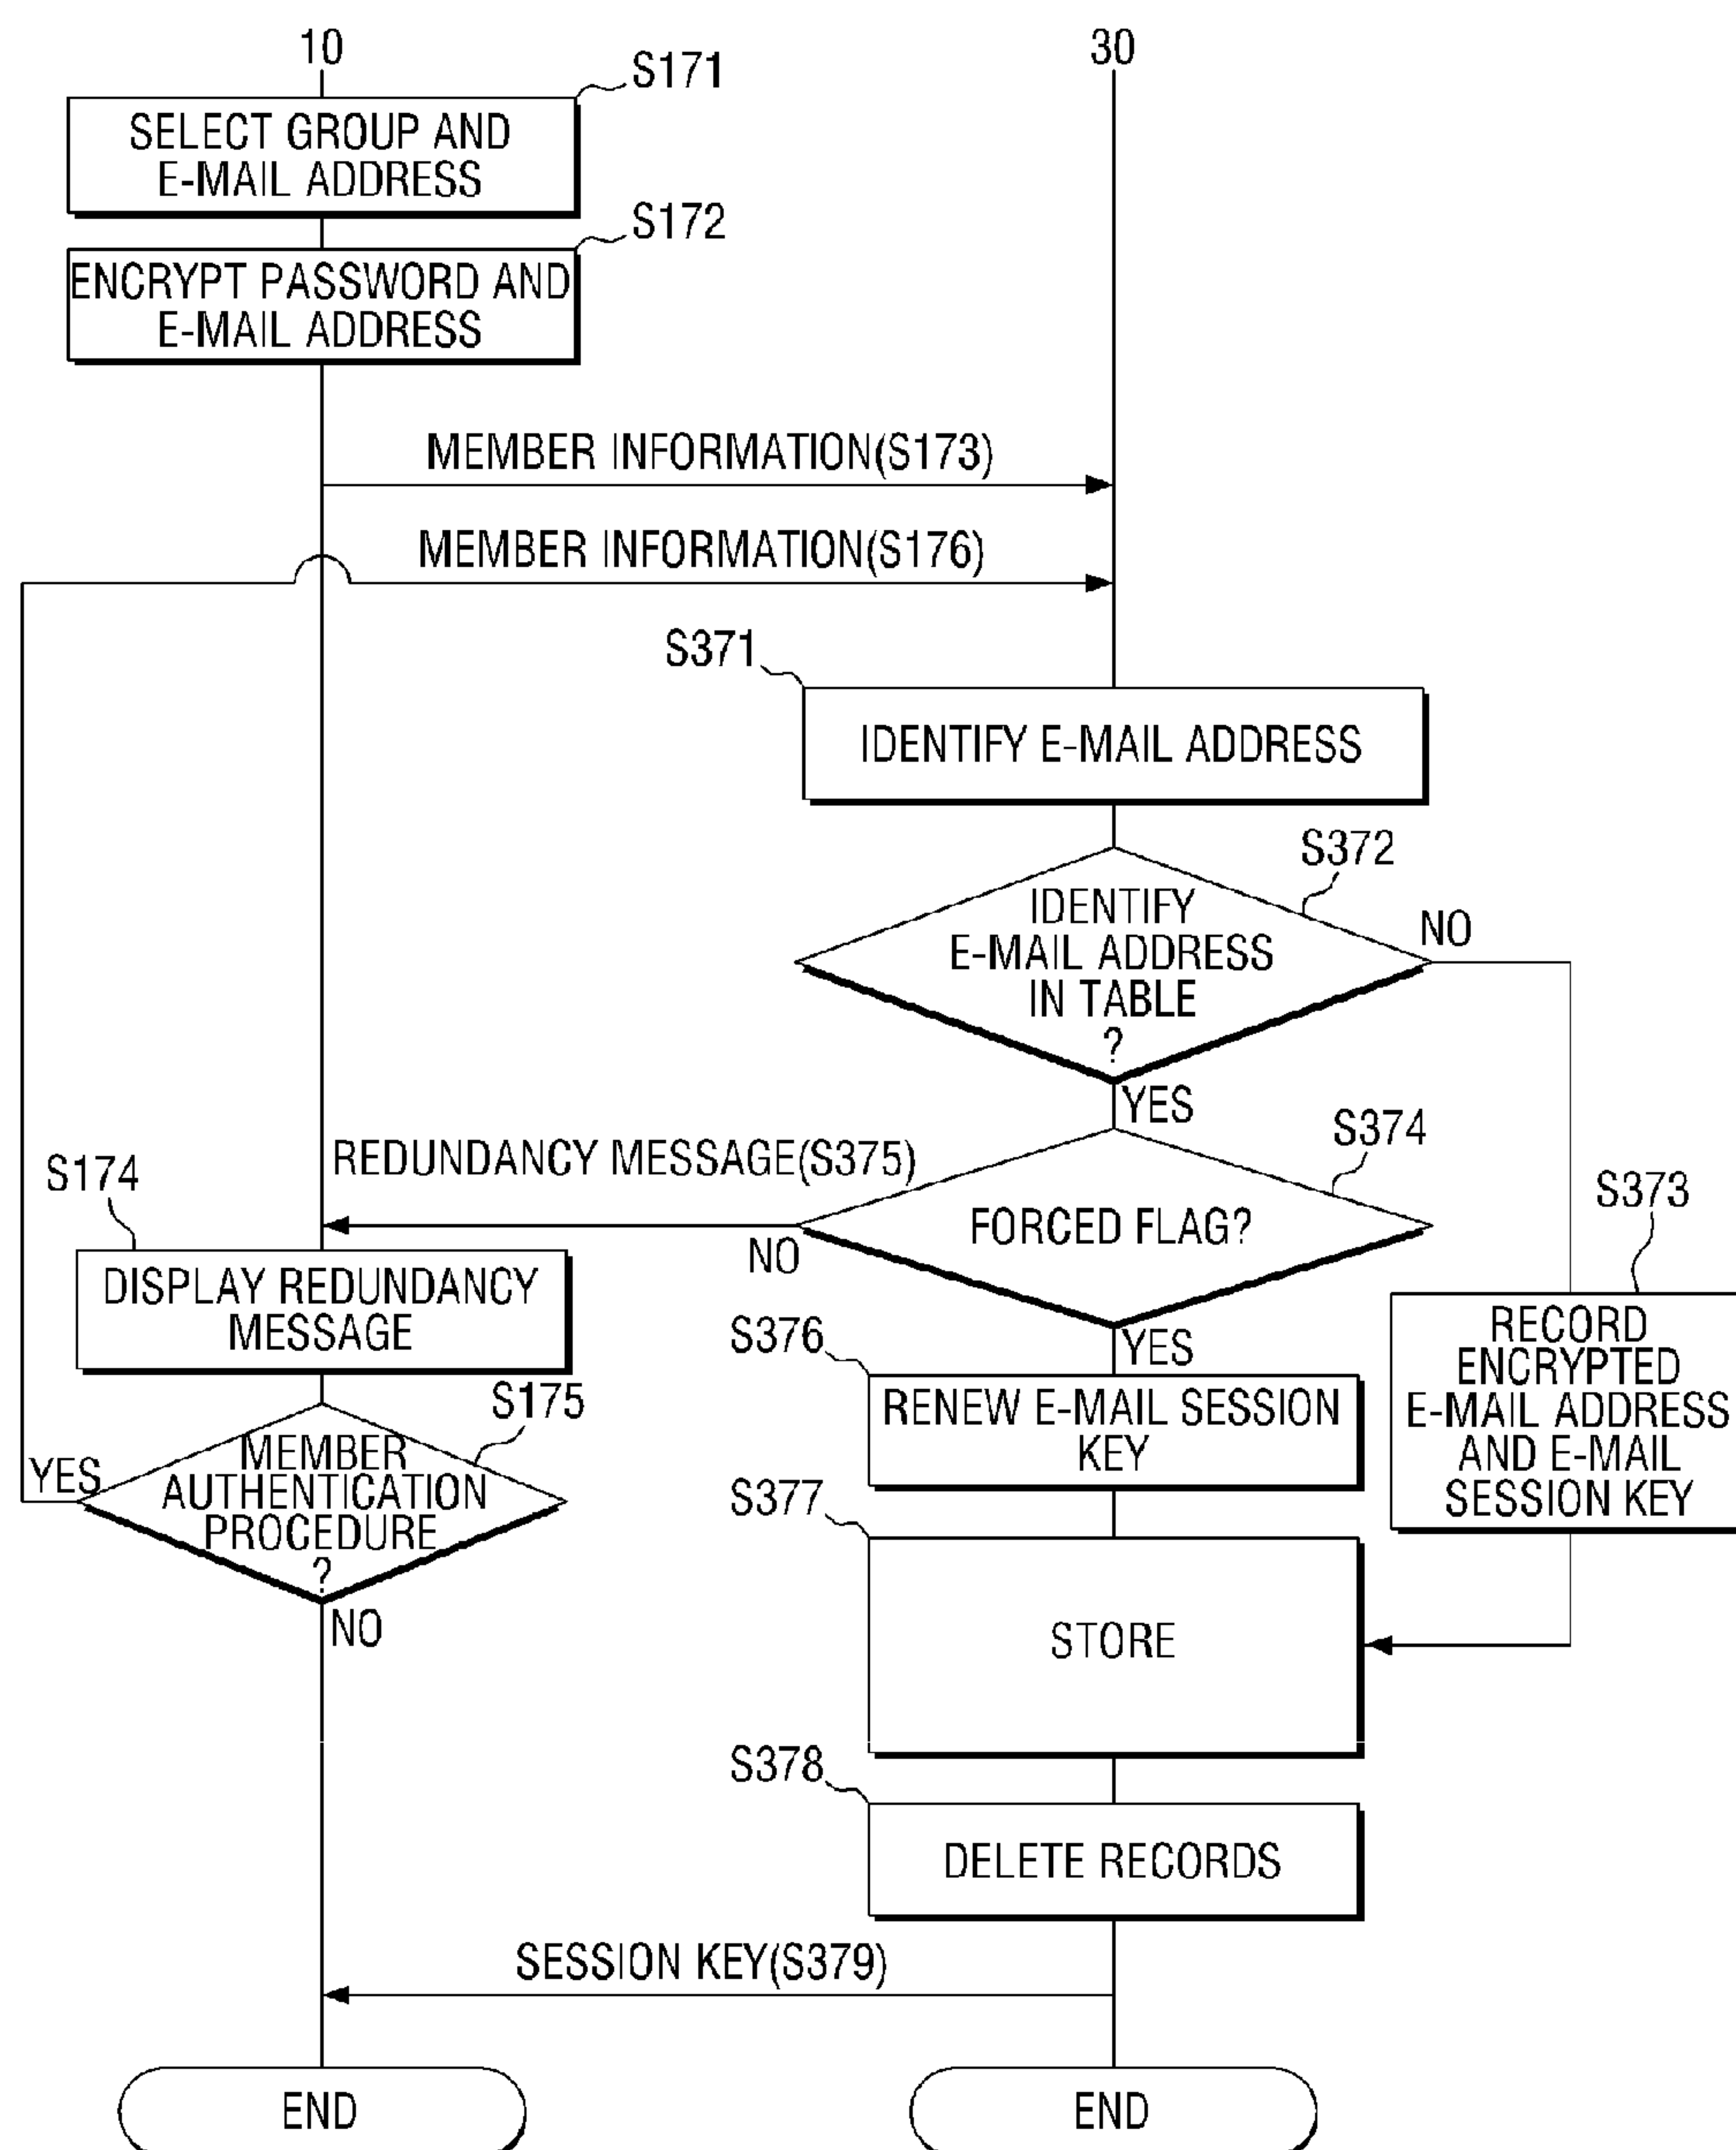 10
30
S171
SELECT GROUP AND
E-MAIL ADDRESS
S172
ENCRYPT PASSWORD AND
E-MAIL ADDRESS
MEMBER INFORMATION(S173)
MEMBER INFORMATION(S176)
S371
IDENTIFY E-MAIL ADDRESS
S372
IDENTIFY
E-MAIL ADDRESS
IN TABLE
?
NO
YES
S374
REDUNDANCY MESSAGE(S375)
FORCED FLAG?
NO
YES
S373
RECORD
ENCRYPTED
E-MAIL ADDRESS
AND E-MAIL
SESSION KEY
S174
DISPLAY REDUNDANCY
MESSAGE
S175
MEMBER
AUTHENTICATION
PROCEDURE
?
YES
NO
S376
RENEW E-MAIL SESSION
KEY
S377
STORE
S378
DELETE RECORDS
SESSION KEY(S379)
END
END